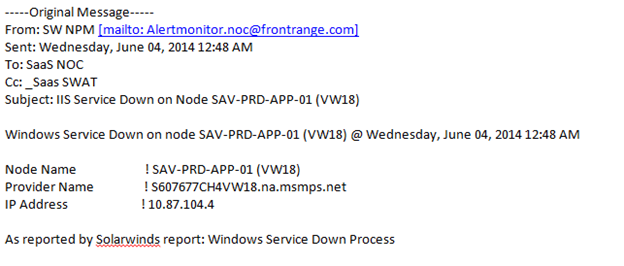 -----Original Message-----
From: SW NPM [mailto: Alertmonitor.noc@frontrange.com]
Sent: Wednesday, June 04, 2014 12:48 AM
To: SaaS NOC
Cc: _Saas SWAT
Subject: IIS Service Down on Node SAV-PRD-APP-01 (VW18)
Windows Service Down on node SAV-PRD-APP-01 (VW18) @ Wednesday, June 04, 2014 12:48 AM
Node Name ! SAV-PRD-APP-01 (VW18)
Provider Name ! S607677CH4VW18.na.msmps.net
IP Address ! 10.87.104.4
As reported by Solarwinds report: Windows Service Down Process